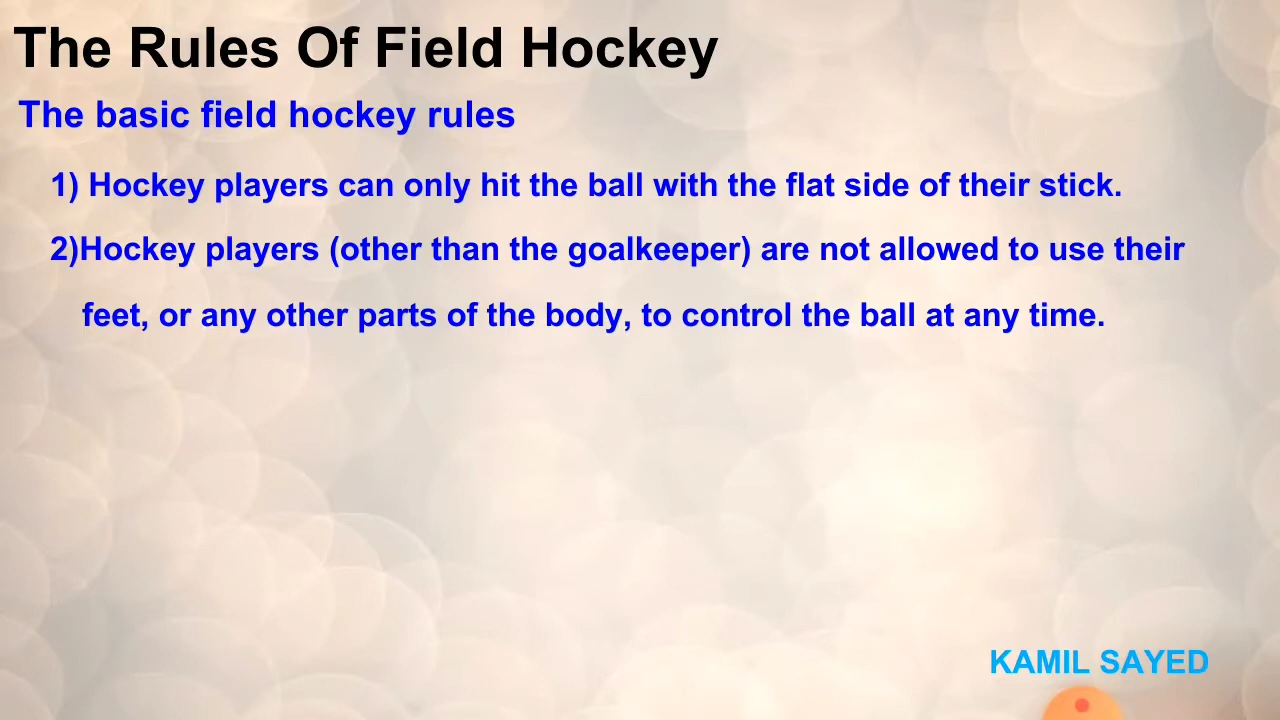 The Rules Of Field Hockey
The basic field hockey rules
1) Hockey players can only hit the ball with the flat side of their stick.
2)Hockey players (other than the goalkeeper) are not allowed to use their
feet, or any other parts of the body, to control the ball at any time.
KAMIL SAYED